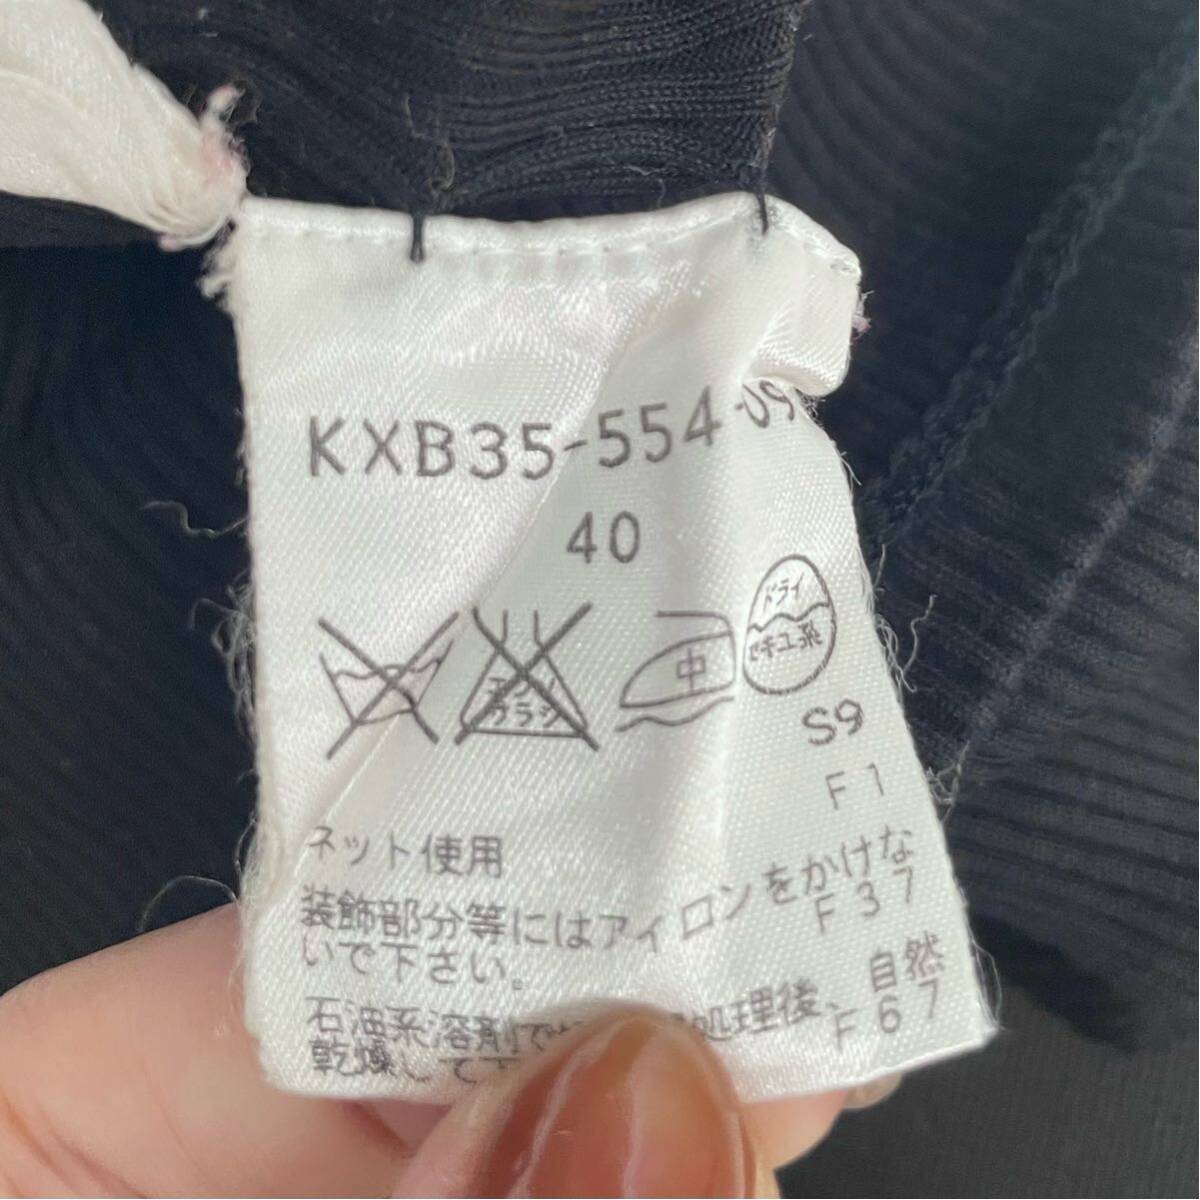 KXB35-554-09
40
エンソ
カラシ
中
ドライ
セキユ系
S9
F1
ネット使用
装飾部分等にはアイロンをかけな
F37
いで下さい。
石油系溶剤で 処理後、自然
F67
乾燥して下